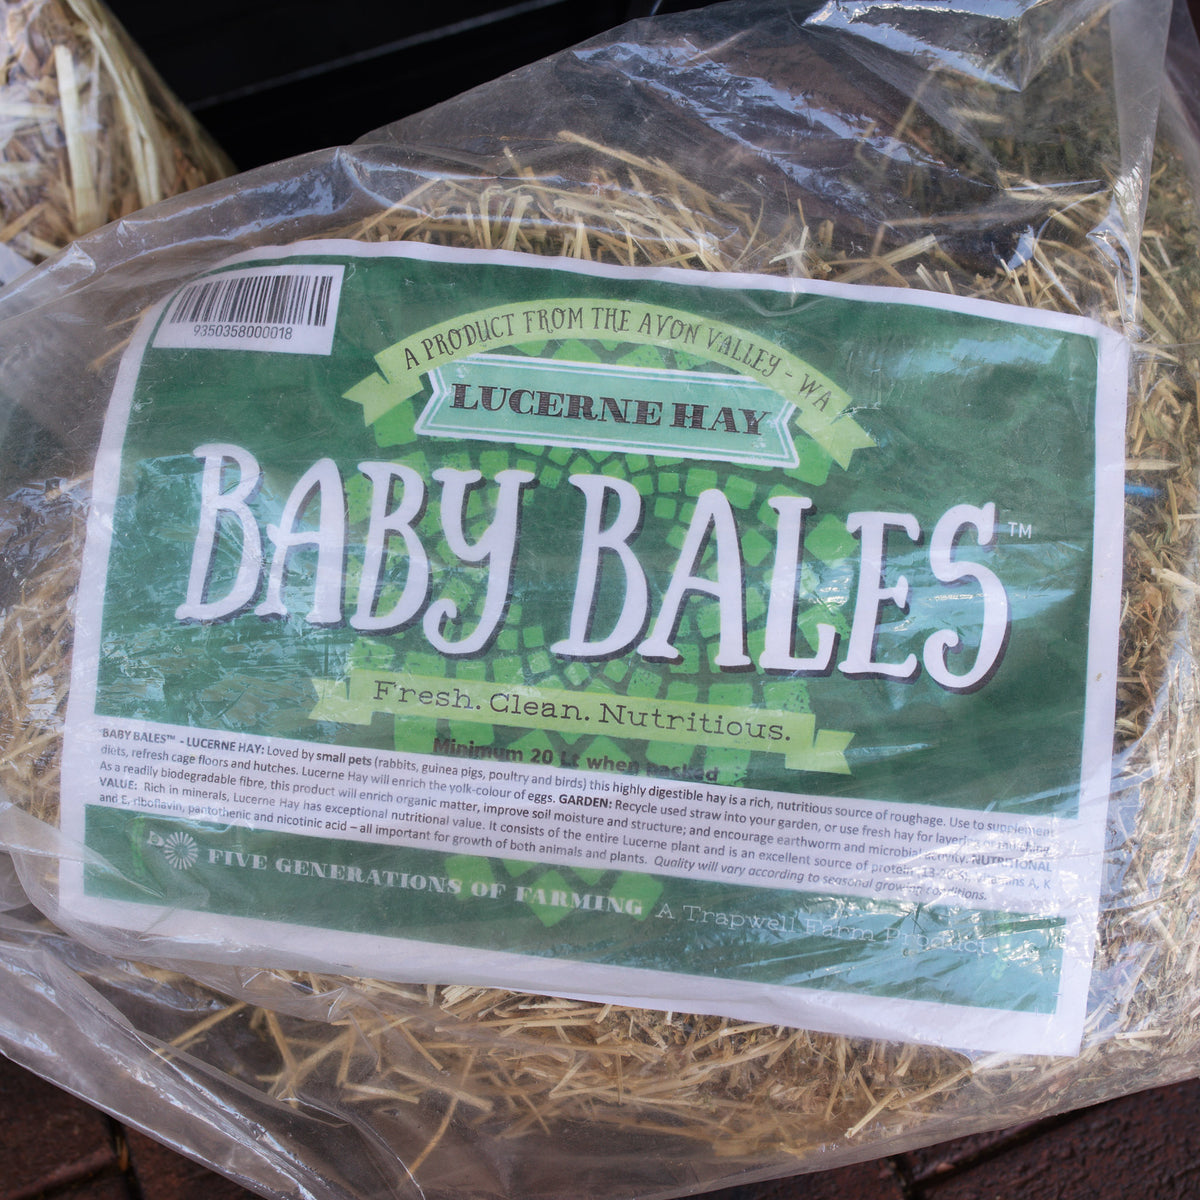 9350358000018
A PRODUCT FROM THE AVON VALLEY - WA
LUCERNE HAY
BABY BALES™
Fresh. Clean. Nutritious.
Minimum 20 Lt when packed
BABY BALES™ - LUCERNE HAY: Loved by small pets (rabbits, guinea pigs, poultry and birds) this highly digestible hay is a rich, nutritious source of roughage. Use to supplement
diets, refresh cage floors and hutches. Lucerne Hay will enrich the yolk-colour of eggs. GARDEN: Recycle used straw into your garden, or use fresh hay for layering or mulching.
As a readily biodegradable fibre, this product will enrich organic matter, improve soil moisture and structure; and encourage earthworm and microbial activity. NUTRITIONAL
VALUE: Rich in minerals, Lucerne Hay has exceptional nutritional value. It consists of the entire Lucerne plant and is an excellent source of protein vitamins A, K
and E, riboflavin, pantothenic and nicotinic acid – all important for growth of both animals and plants. Quality will vary according to seasonal growing conditions.
FIVE GENERATIONS OF FARMING A Trapwell Farm Product